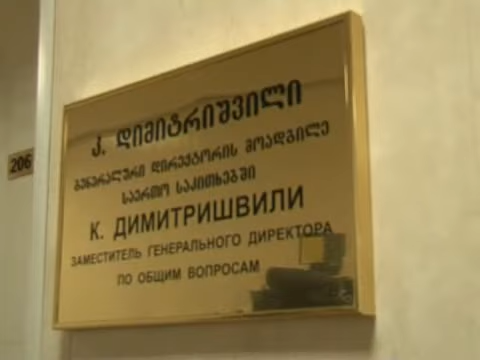 206
კ. დიმიტრიშვილი
გენერალური დირექტორის მოადგილე
საერთო საკითხებში
К. ДИМИТРИШВИЛИ
ЗАМЕСТИТЕЛЬ ГЕНЕРАЛЬНОГО ДИРЕКТОРА
ПО ОБЩИМ ВОПРОСАМ